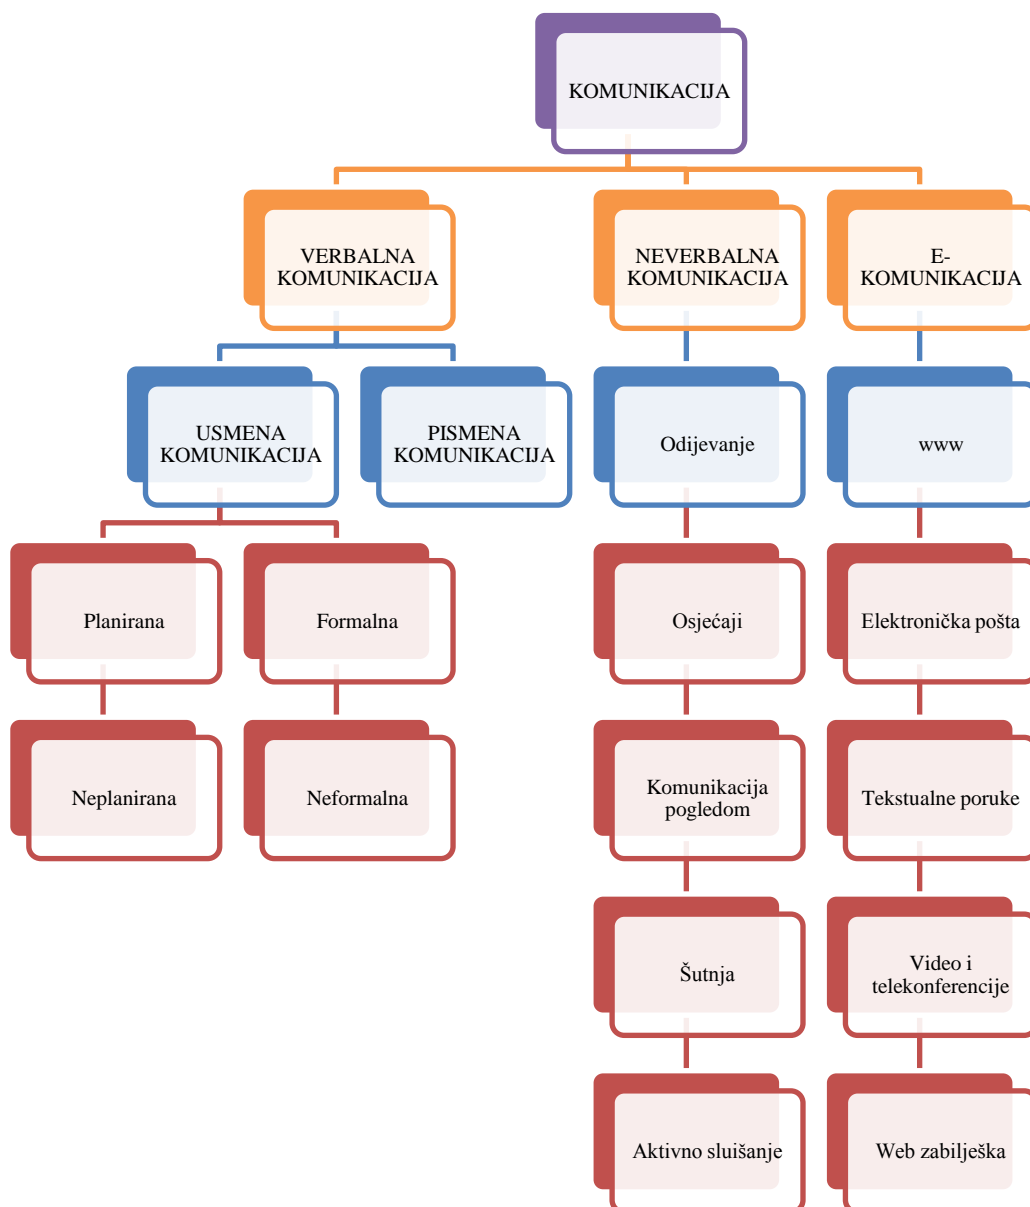 KOMUNIKACIJA
VERBALNA
KOMUNIKACIJA
NEVERBALNA
KOMUNIKACIJA
E-
KOMUNIKACIJA
USMENA
KOMUNIKACIJA
PISMENA
KOMUNIKACIJA
Odijevanje
www
Planirana
Formalna
Osjećaji
Elektronička pošta
Neplanirana
Neformalna
Komunikacija
pogledom
Tekstualne poruke
Šutnja
Video i
telekonferencije
Aktivno sluišanje
Web zabilješka